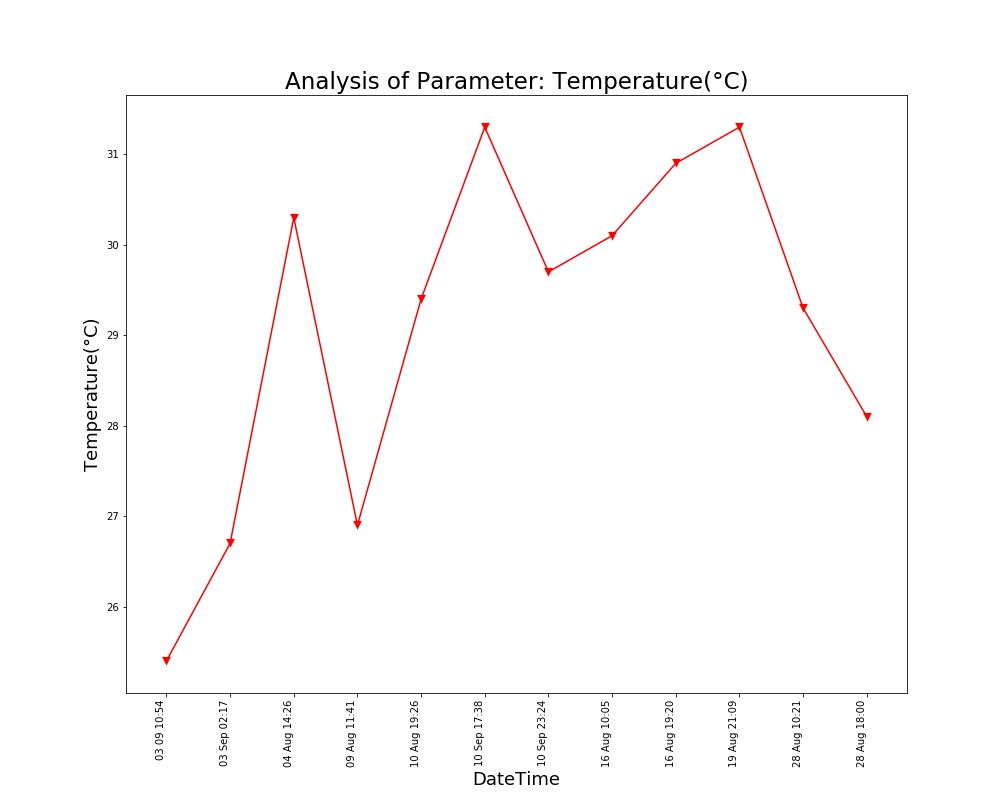 Analysis of Parameter: Temperature(°C)
Temperature(°C)
31
30
29
28
27
26
03 09 10:54
03 Sep 02:17
04 Aug 14:26
09 Aug 11:41
10 Aug 19:26
10 Sep 17:38
10 Sep 23:24
16 Aug 10:05
16 Aug 19:20
19 Aug 21:09
28 Aug 10:21
28 Aug 18:00
DateTime